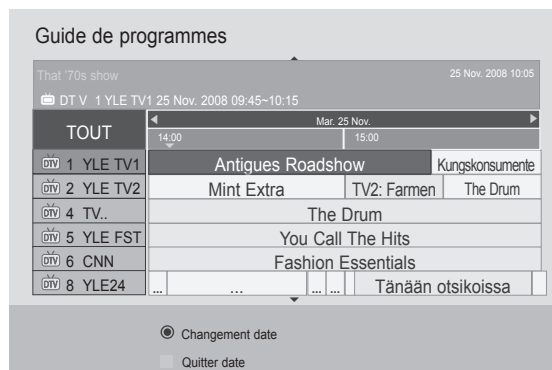 Guide de programmes
That '70s show 25 Nov. 2008 10:05
DT V 1 YLE TV1 25 Nov. 2008 09:45~10:15
TOUT
Mar. 25 Nov.
14:00 15:00
DTV 1 YLE TV1 Antigues Roadshow Kungskonsumente
DTV 2 YLE TV2 Mint Extra TV2: Farmen The Drum
DTV 4 TV.. The Drum
DTV 5 YLE FST You Call The Hits
DTV 6 CNN Fashion Essentials
DTV 8 YLE24 ... ... ... ... Tänään otsikoissa
Changement date
Quitter date